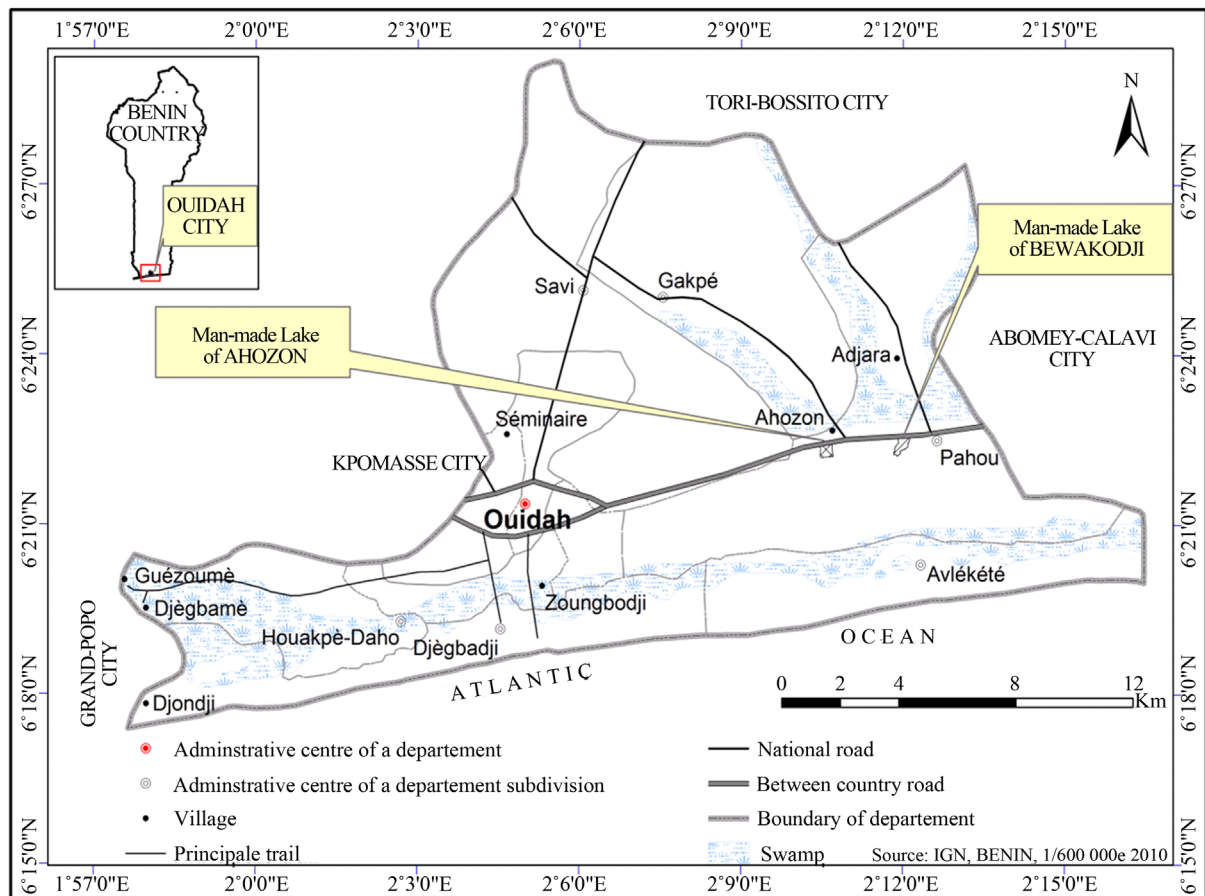 1°57'0"E 2°0'0"E 2°3'0"E 2°6'0"E 2°9'0"E 2°12'0"E 2°15'0"E
BENIN
COUNTRY
OUIDAH
CITY
TORI-BOSSITO CITY
N
6°27'0"N
6°27'0"N
Man-made Lake
of BEWAKODJI
Savi
Gakpé
Man-made Lake
of AHOZON
Adjara
ABOMEY-CALAVI
CITY
6°24'0"N
6°24'0"N
Séminaire
Ahozon
Pahou
KPOMASSE CITY
Ouidah
6°21'0"N
6°21'0"N
Guézoumè
Djègbamè
Zoungbodji
Avlékété
Houakpè-Daho
Djègbadji
GRAND-POPO
CITY
Djondji
ATLANTIC
OCEAN
6°18'0"N
6°18'0"N
0 2 4 8 12
Km
Adminstrative centre of a departement
Adminstrative centre of a departement subdivision
Village
Principale trail
National road
Between country road
Boundary of departement
Swamp
Source: IGN, BENIN, 1/600 000e 2010
6°15'0"N
6°15'0"N
1°57'0"E 2°0'0"E 2°3'0"E 2°6'0"E 2°9'0"E 2°12'0"E 2°15'0"E